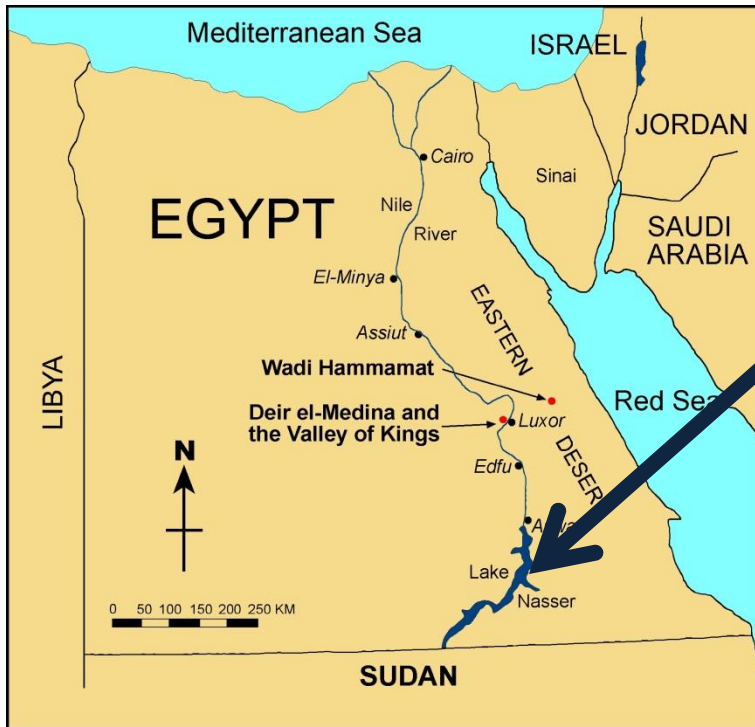 Mediterranean Sea
ISRAEL
JORDAN
Cairo
Sinai
EGYPT
Nile
River
SAUDI
ARABIA
El-Minya
EASTERN
Assiut
LIBYA
Wadi Hammamat
Red Sea
Deir el-Medina and
the Valley of Kings
Luxor
N
Edfu
DESER
Lake
Nasser
0 50 100 150 200 250 KM
SUDAN